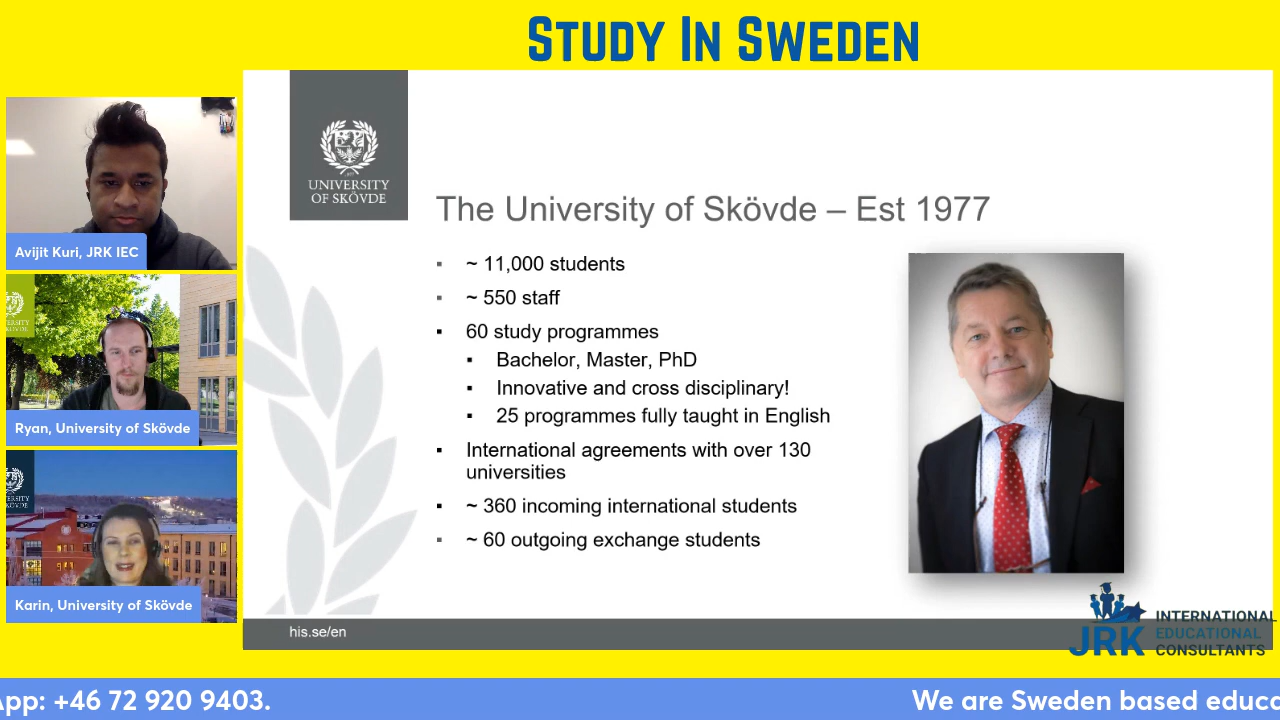 STUDY IN SWEDEN
UNIVERSITY
OF SKÖVDE
The University of Skövde – Est 1977
~ 11,000 students
~ 550 staff
60 study programmes
Bachelor, Master, PhD
Innovative and cross disciplinary!
25 programmes fully taught in English
International agreements with over 130
universities
~ 360 incoming international students
~ 60 outgoing exchange students
his.se/en
Avijit Kuri, JRK IEC
Ryan, University of Skövde
Karin, University of Skövde
JRK
INTERNATIONAL
EDUCATIONAL
CONSULTANTS
App: +46 72 920 9403.
We are Sweden based educa